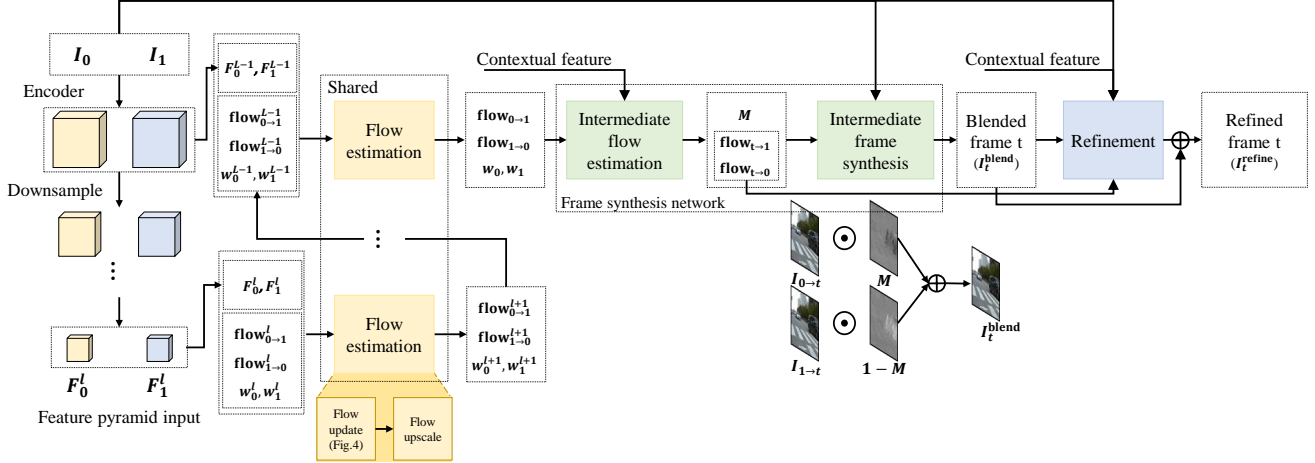 I₀ I₁
Encoder
Downsample
⋮
F₀ˡ F₁ˡ
Feature pyramid input
F₀ᴸ⁻¹, F₁ᴸ⁻¹
flow₀→₁ᴸ⁻¹
flow₁→₀ᴸ⁻¹
w₀ᴸ⁻¹, w₁ᴸ⁻¹
F₀ˡ, F₁ˡ
flow₀→₁ˡ
flow₁→₀ˡ
w₀ˡ, w₁ˡ
Shared
Flow
estimation
⋮
Flow
estimation
Flow
update
(Fig.4)
Flow
upscale
flow₀→₁
flow₁→₀
w₀, w₁
flow₀→₁ˡ⁺¹
flow₁→₀ˡ⁺¹
w₀ˡ⁺¹, w₁ˡ⁺¹
Contextual feature
Intermediate
flow
estimation
M
flowₜ→₁
flowₜ→₀
Intermediate
frame
synthesis
Frame synthesis network
I₀→ₜ
M
I₁→ₜ
1 − M
Iₜᵇˡᵉⁿᵈ
Blended
frame t
(Iₜᵇˡᵉⁿᵈ)
Contextual feature
Refinement
Refined
frame t
(Iₜʳᵉᶠⁱⁿᵉ)